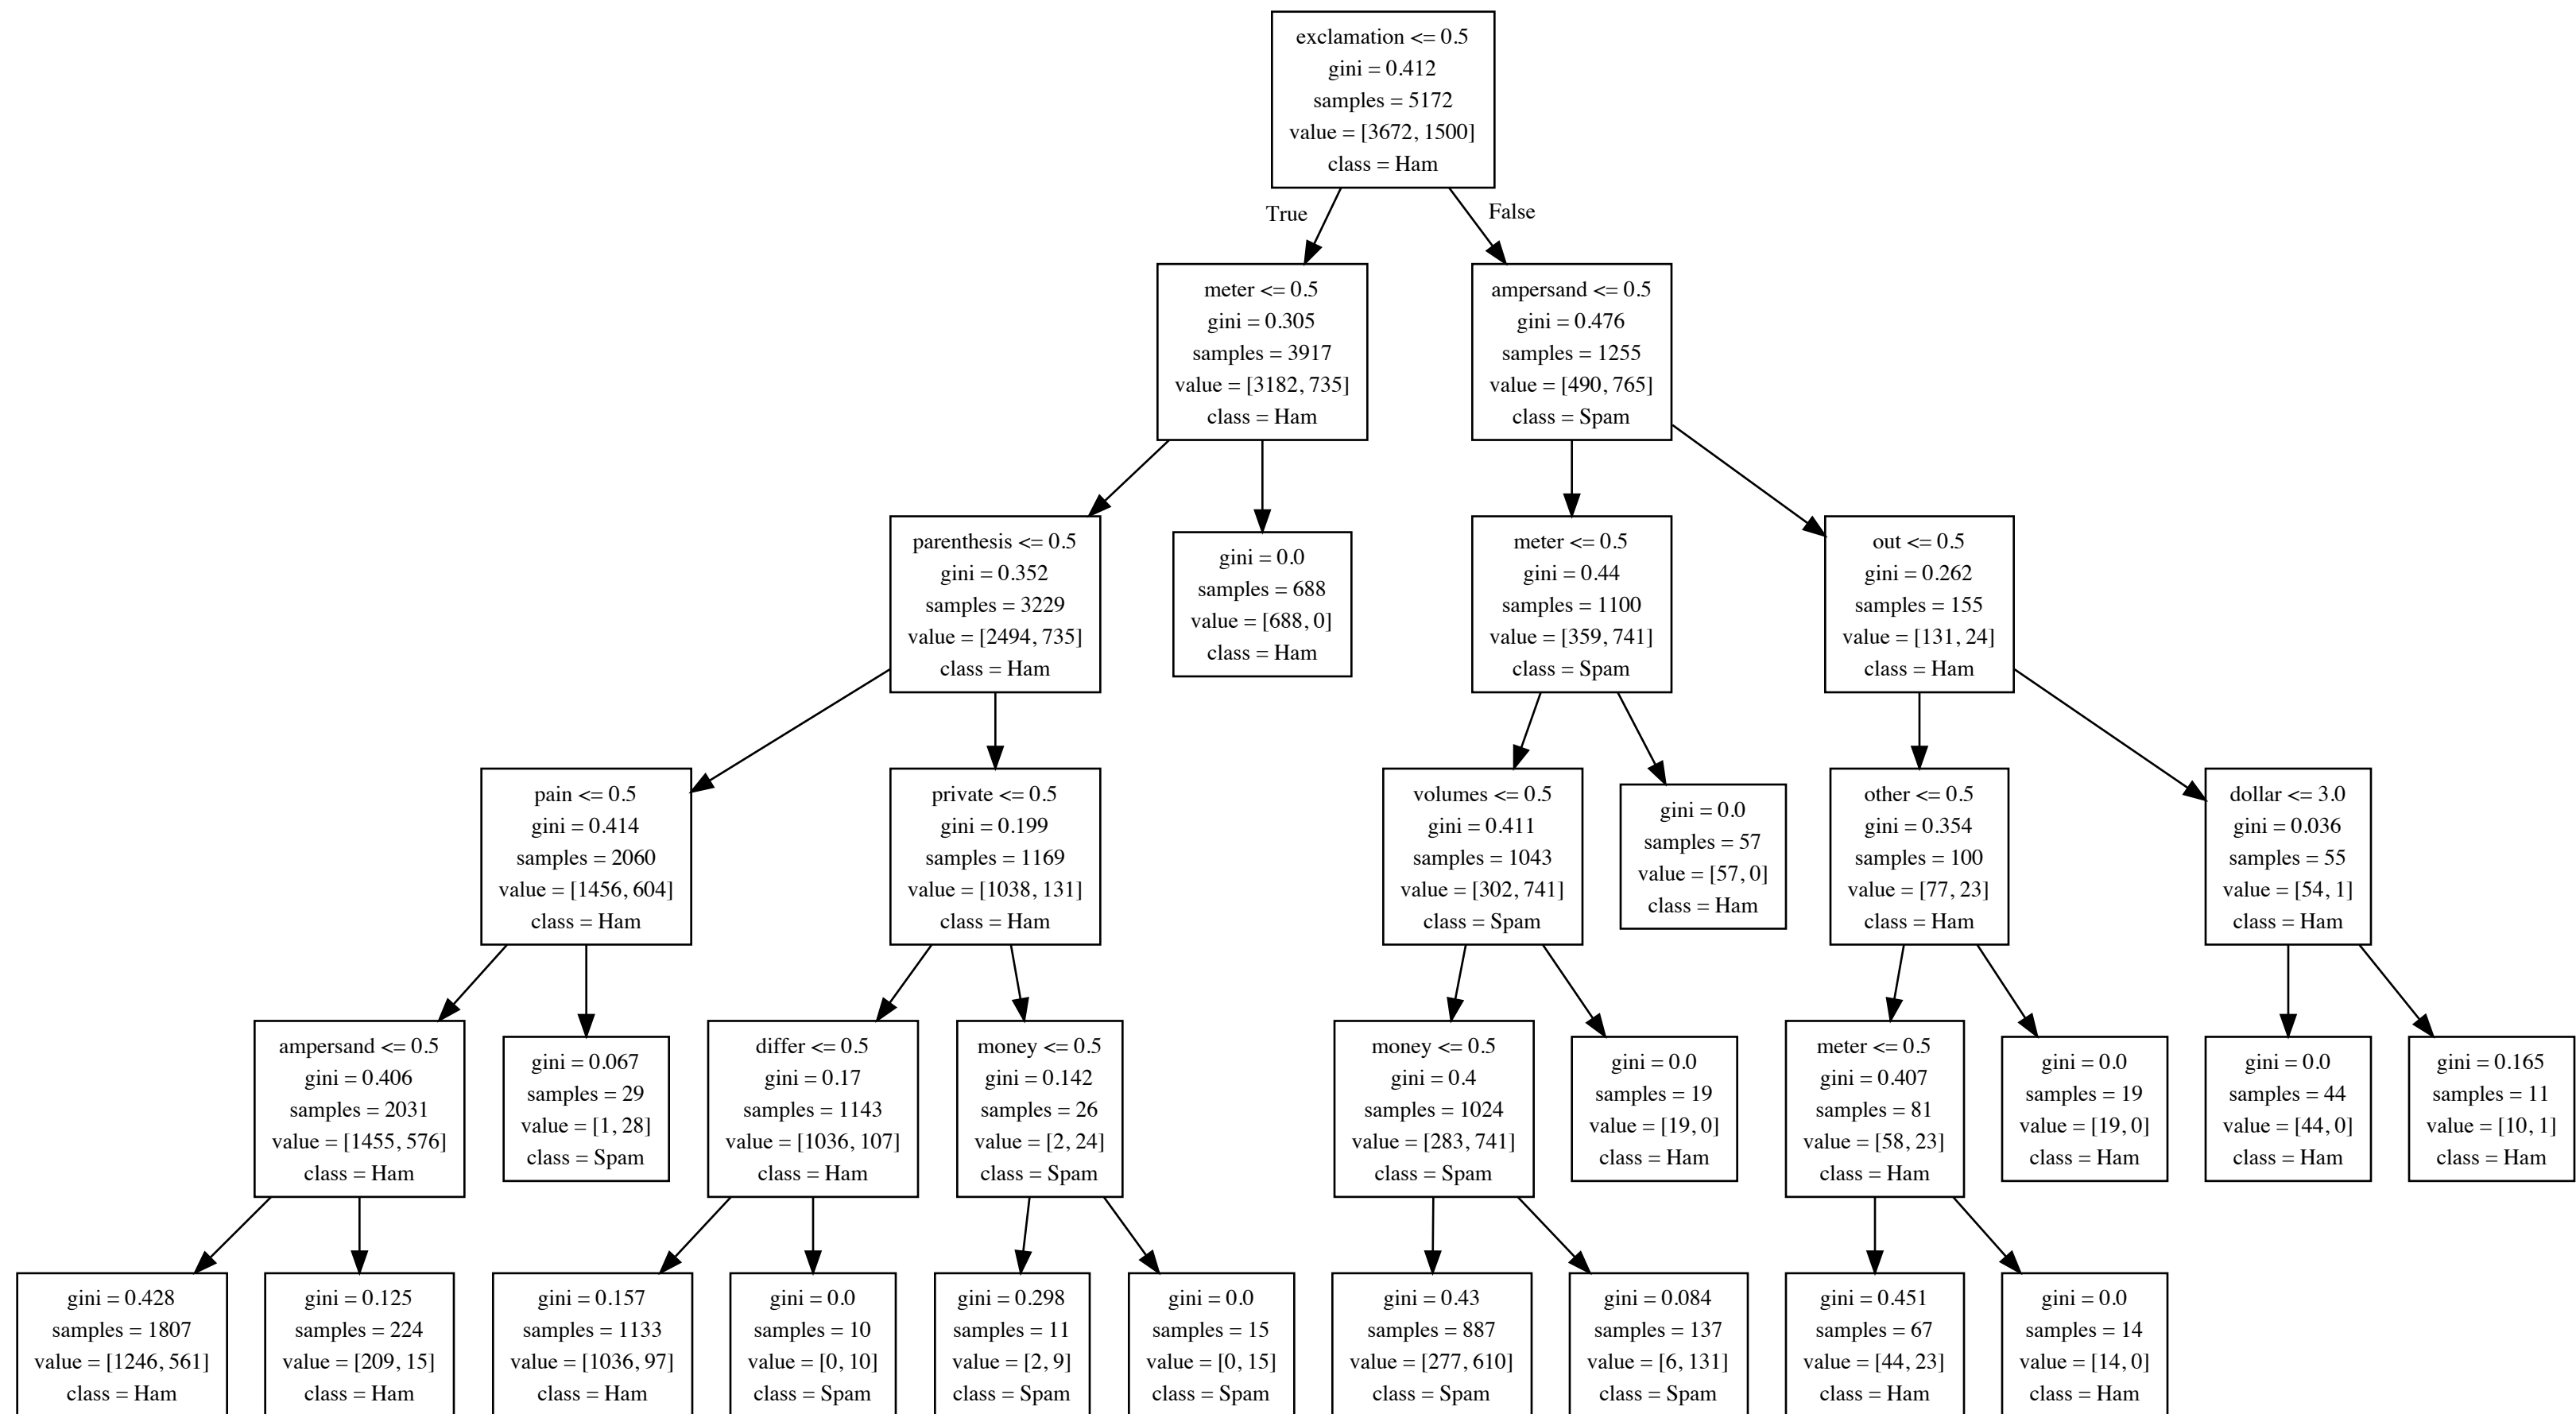 exclamation <= 0.5
gini = 0.412
samples = 5172
value = [3672, 1500]
class = Ham
True
False
meter <= 0.5
gini = 0.305
samples = 3917
value = [3182, 735]
class = Ham
ampersand <= 0.5
gini = 0.476
samples = 1255
value = [490, 765]
class = Spam
parenthesis <= 0.5
gini = 0.352
samples = 3229
value = [2494, 735]
class = Ham
gini = 0.0
samples = 688
value = [688, 0]
class = Ham
meter <= 0.5
gini = 0.44
samples = 1100
value = [359, 741]
class = Spam
out <= 0.5
gini = 0.262
samples = 155
value = [131, 24]
class = Ham
pain <= 0.5
gini = 0.414
samples = 2060
value = [1456, 604]
class = Ham
private <= 0.5
gini = 0.199
samples = 1169
value = [1038, 131]
class = Ham
volumes <= 0.5
gini = 0.411
samples = 1043
value = [302, 741]
class = Spam
gini = 0.0
samples = 57
value = [57, 0]
class = Ham
other <= 0.5
gini = 0.354
samples = 100
value = [77, 23]
class = Ham
dollar <= 3.0
gini = 0.036
samples = 55
value = [54, 1]
class = Ham
ampersand <= 0.5
gini = 0.406
samples = 2031
value = [1455, 576]
class = Ham
gini = 0.067
samples = 29
value = [1, 28]
class = Spam
differ <= 0.5
gini = 0.17
samples = 1143
value = [1036, 107]
class = Ham
money <= 0.5
gini = 0.142
samples = 26
value = [2, 24]
class = Spam
money <= 0.5
gini = 0.4
samples = 1024
value = [283, 741]
class = Spam
gini = 0.0
samples = 19
value = [19, 0]
class = Ham
meter <= 0.5
gini = 0.407
samples = 81
value = [58, 23]
class = Ham
gini = 0.0
samples = 19
value = [19, 0]
class = Ham
gini = 0.0
samples = 44
value = [44, 0]
class = Ham
gini = 0.165
samples = 11
value = [10, 1]
class = Ham
gini = 0.428
samples = 1807
value = [1246, 561]
class = Ham
gini = 0.125
samples = 224
value = [209, 15]
class = Ham
gini = 0.157
samples = 1133
value = [1036, 97]
class = Ham
gini = 0.0
samples = 10
value = [0, 10]
class = Spam
gini = 0.298
samples = 11
value = [2, 9]
class = Spam
gini = 0.0
samples = 15
value = [0, 15]
class = Spam
gini = 0.43
samples = 887
value = [277, 610]
class = Spam
gini = 0.084
samples = 137
value = [6, 131]
class = Spam
gini = 0.451
samples = 67
value = [44, 23]
class = Ham
gini = 0.0
samples = 14
value = [14, 0]
class = Ham